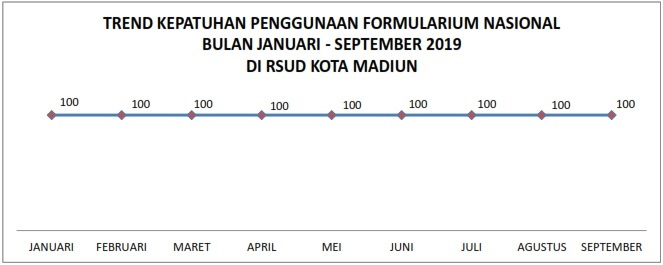 TREND KEPATUHAN PENGGUNAAN FORMULARIUM NASIONAL
BULAN JANUARI - SEPTEMBER 2019
DI RSUD KOTA MADIUN
100 100 100 100 100 100 100 100 100
JANUARI FEBRUARI MARET APRIL MEI JUNI JULI AGUSTUS SEPTEMBER